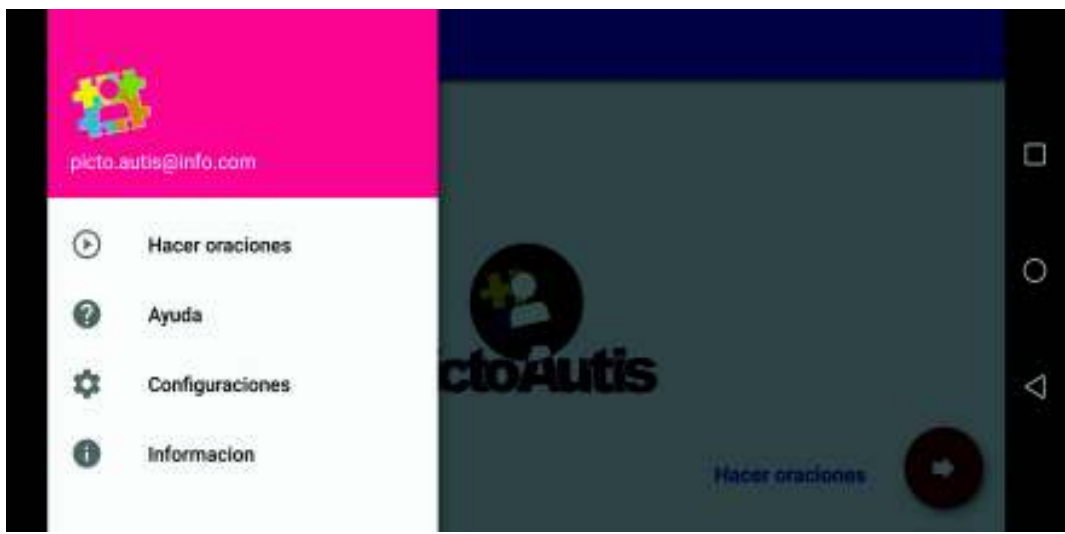 picto.autis@info.com
Hacer oraciones
Ayuda
Configuraciones
Informacion
ctoAutis
Hacer oraciones